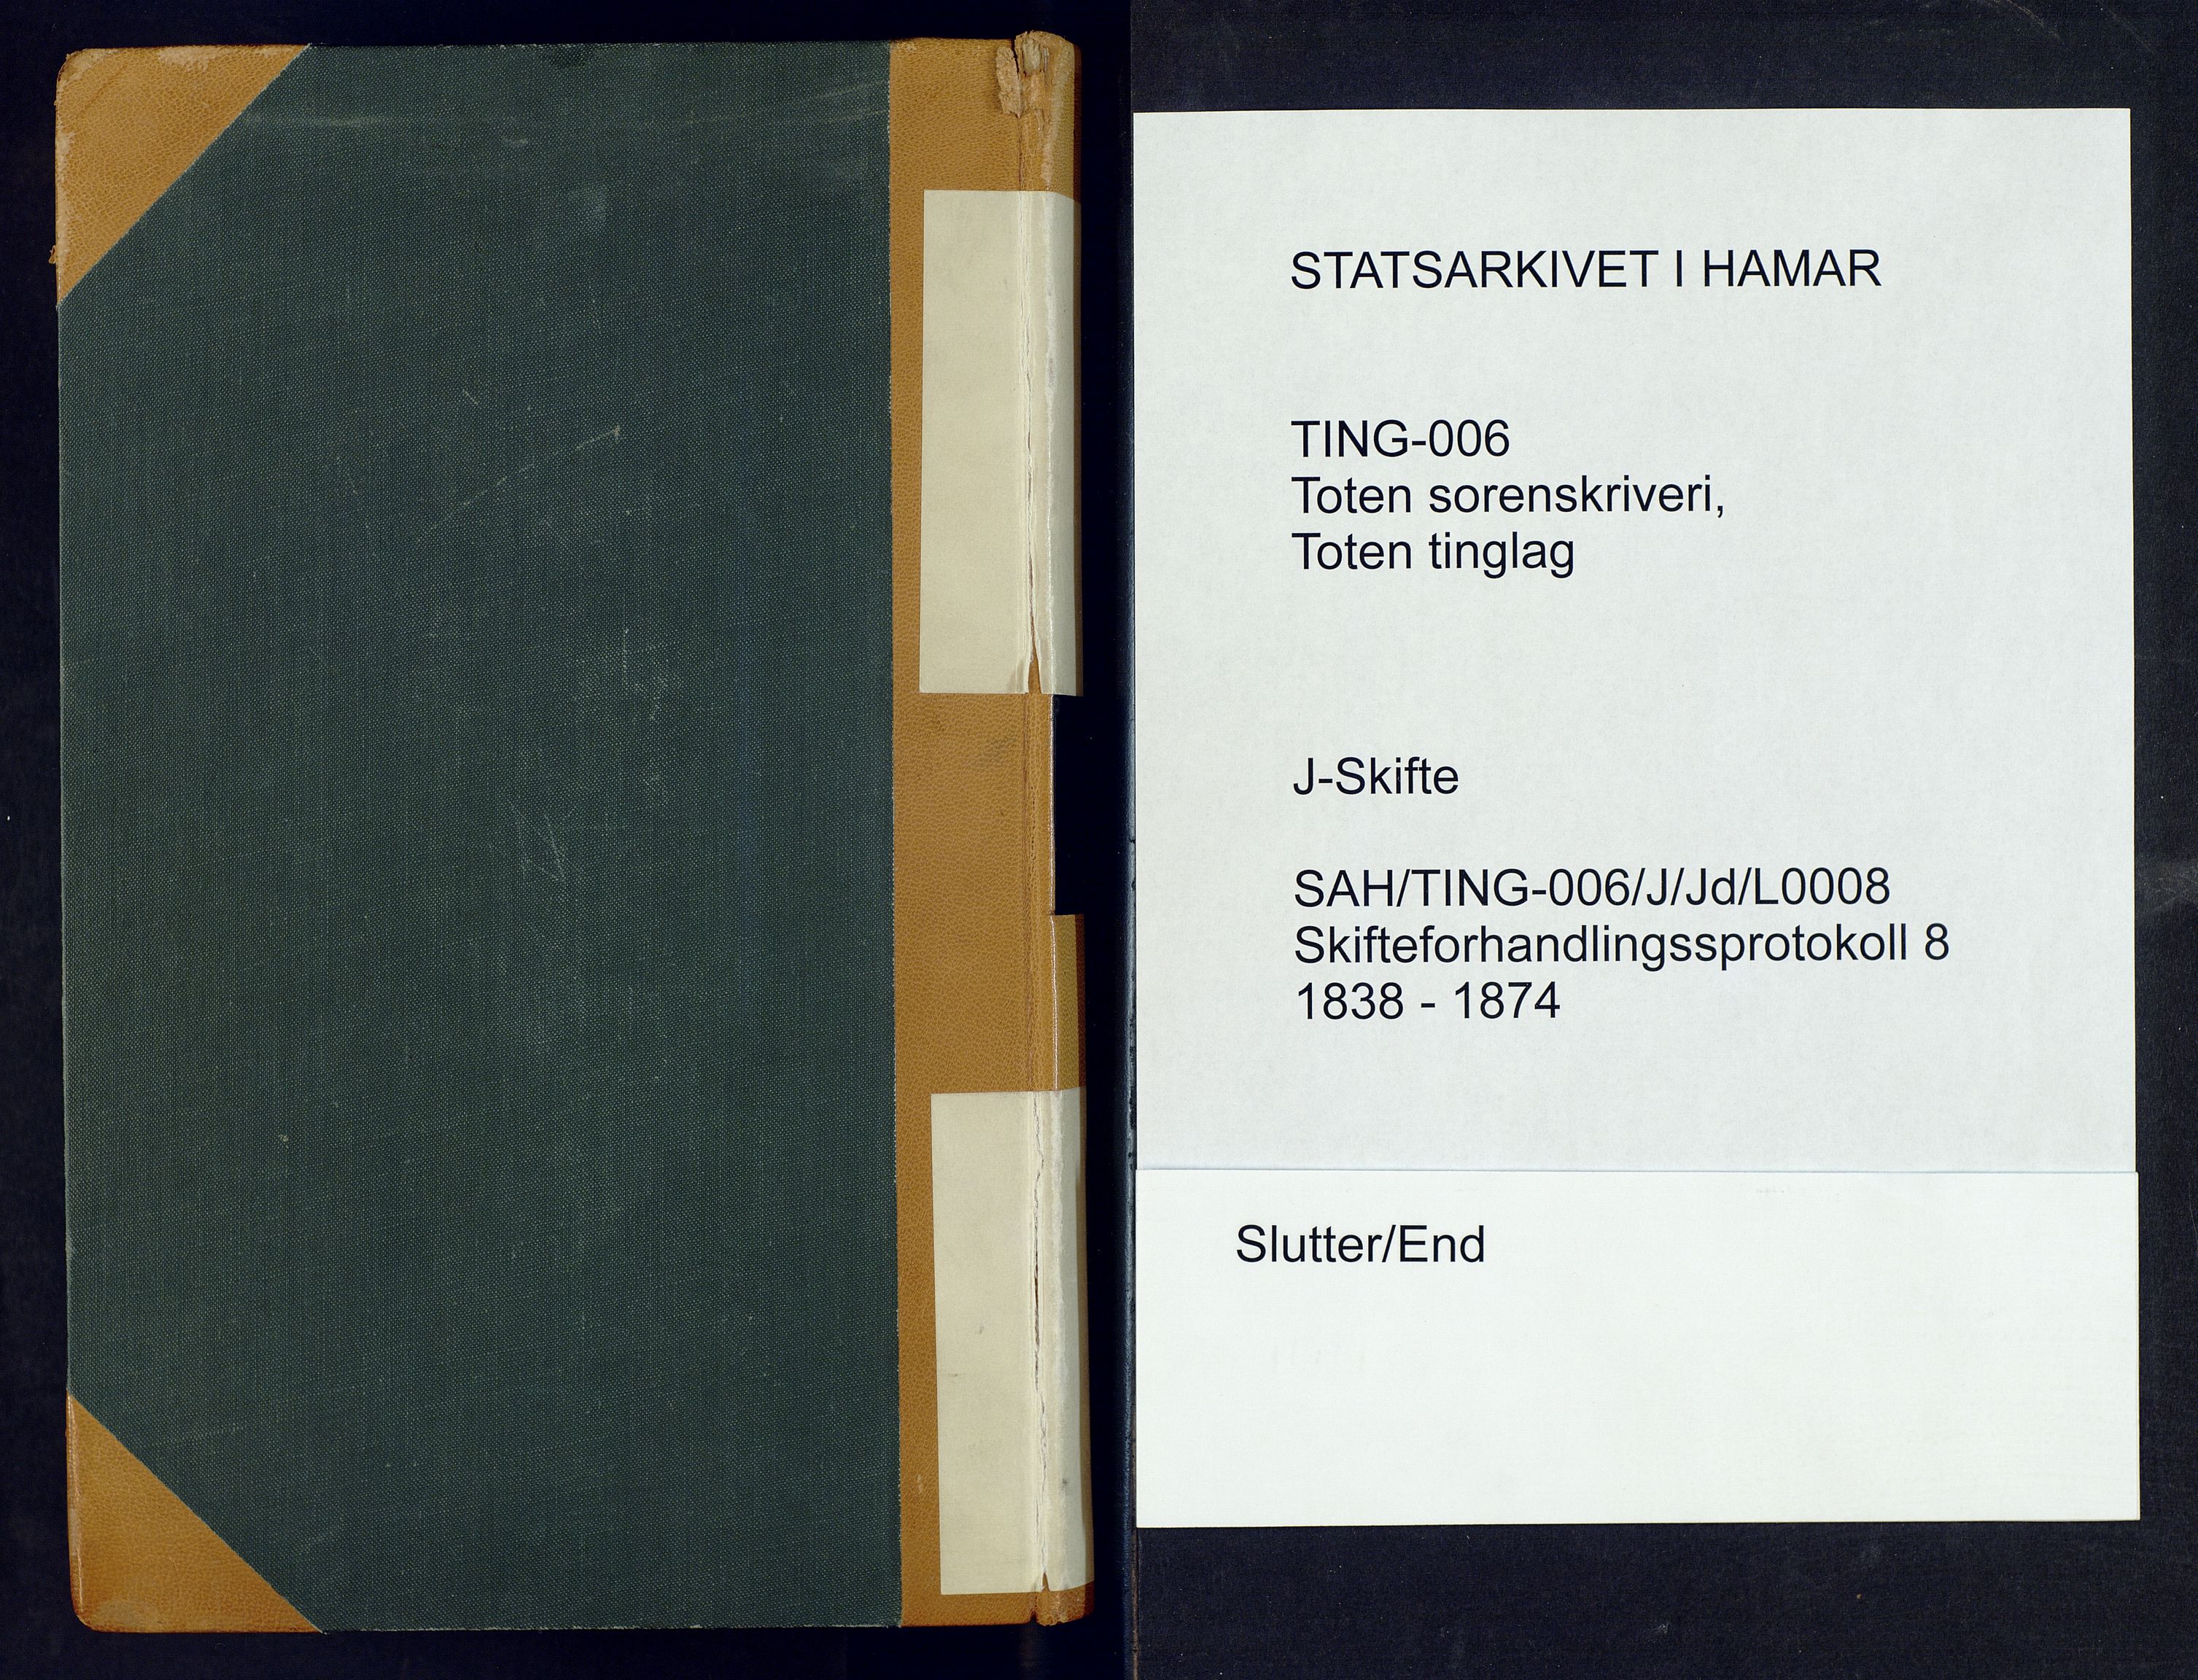 STATSARKIVET I HAMAR
TING-006
Toten sorenskriveri,
Toten tinglag
J-Skifte
SAH/TING-006/J/Jd/L0008
Skifteforhandlingssprotokoll 8
1838 - 1874
Slutter/End